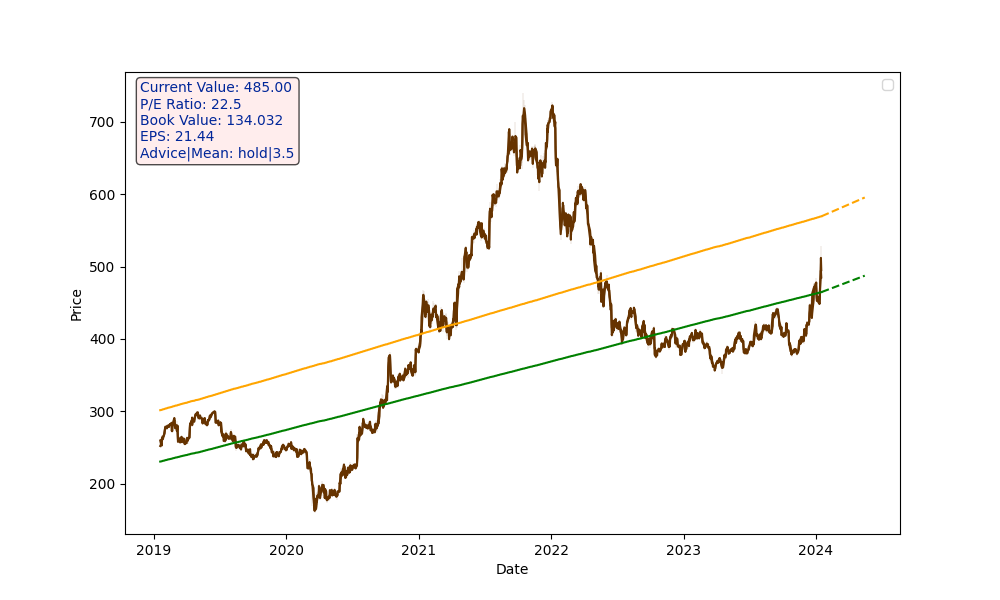 Current Value: 485.00
P/E Ratio: 22.5
Book Value: 134.032
EPS: 21.44
Advice|Mean: hold|3.5
700
600
500
400
300
200
Price
2019 2020 2021 2022 2023 2024
Date